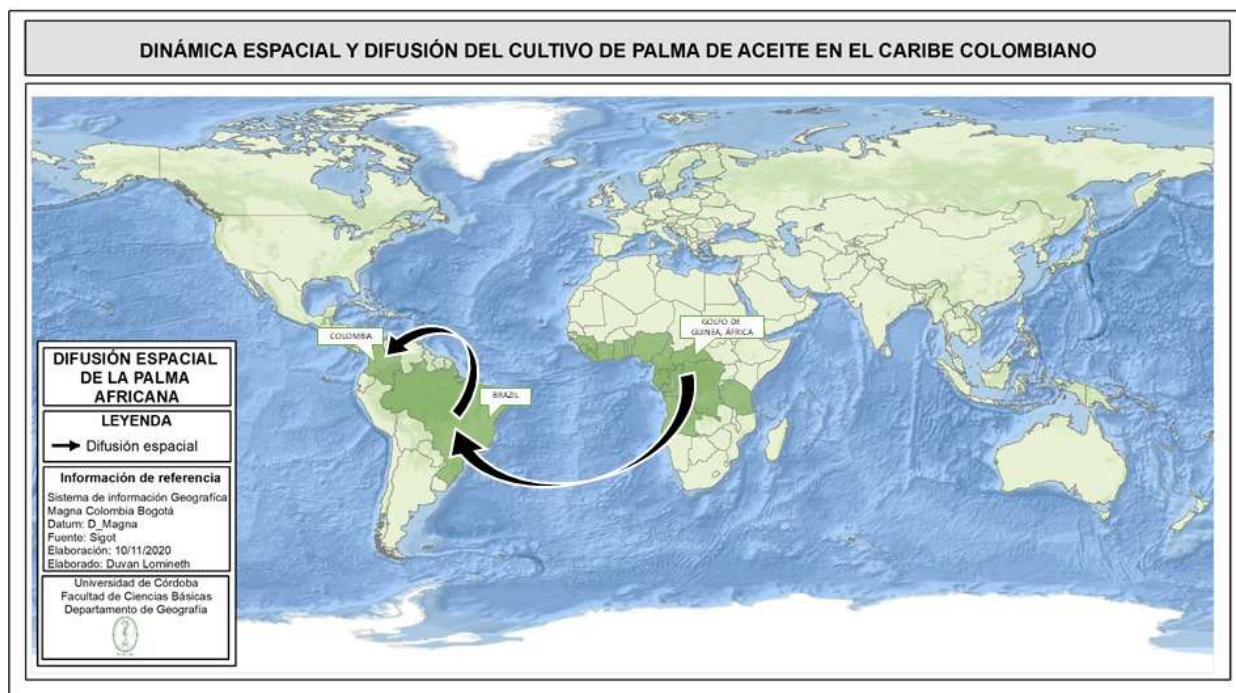 DINÁMICA ESPACIAL Y DIFUSIÓN DEL CULTIVO DE PALMA DE ACEITE EN EL CARIBE COLOMBIANO
GOLFO DE
GUINEA, ÁFRICA
COLOMBIA
BRAZIL
DIFUSIÓN ESPACIAL
DE LA PALMA
AFRICANA
LEYENDA
Difusión espacial
Información de referencia
Sistema de información Geografíca
Magna Colombia Bogotá
Datum: D_Magna
Fuente: Sigot
Elaboración: 10/11/2020
Elaborado: Duvan Lomineth
Universidad de Córdoba
Facultad de Ciencias Básicas
Departamento de Geografía